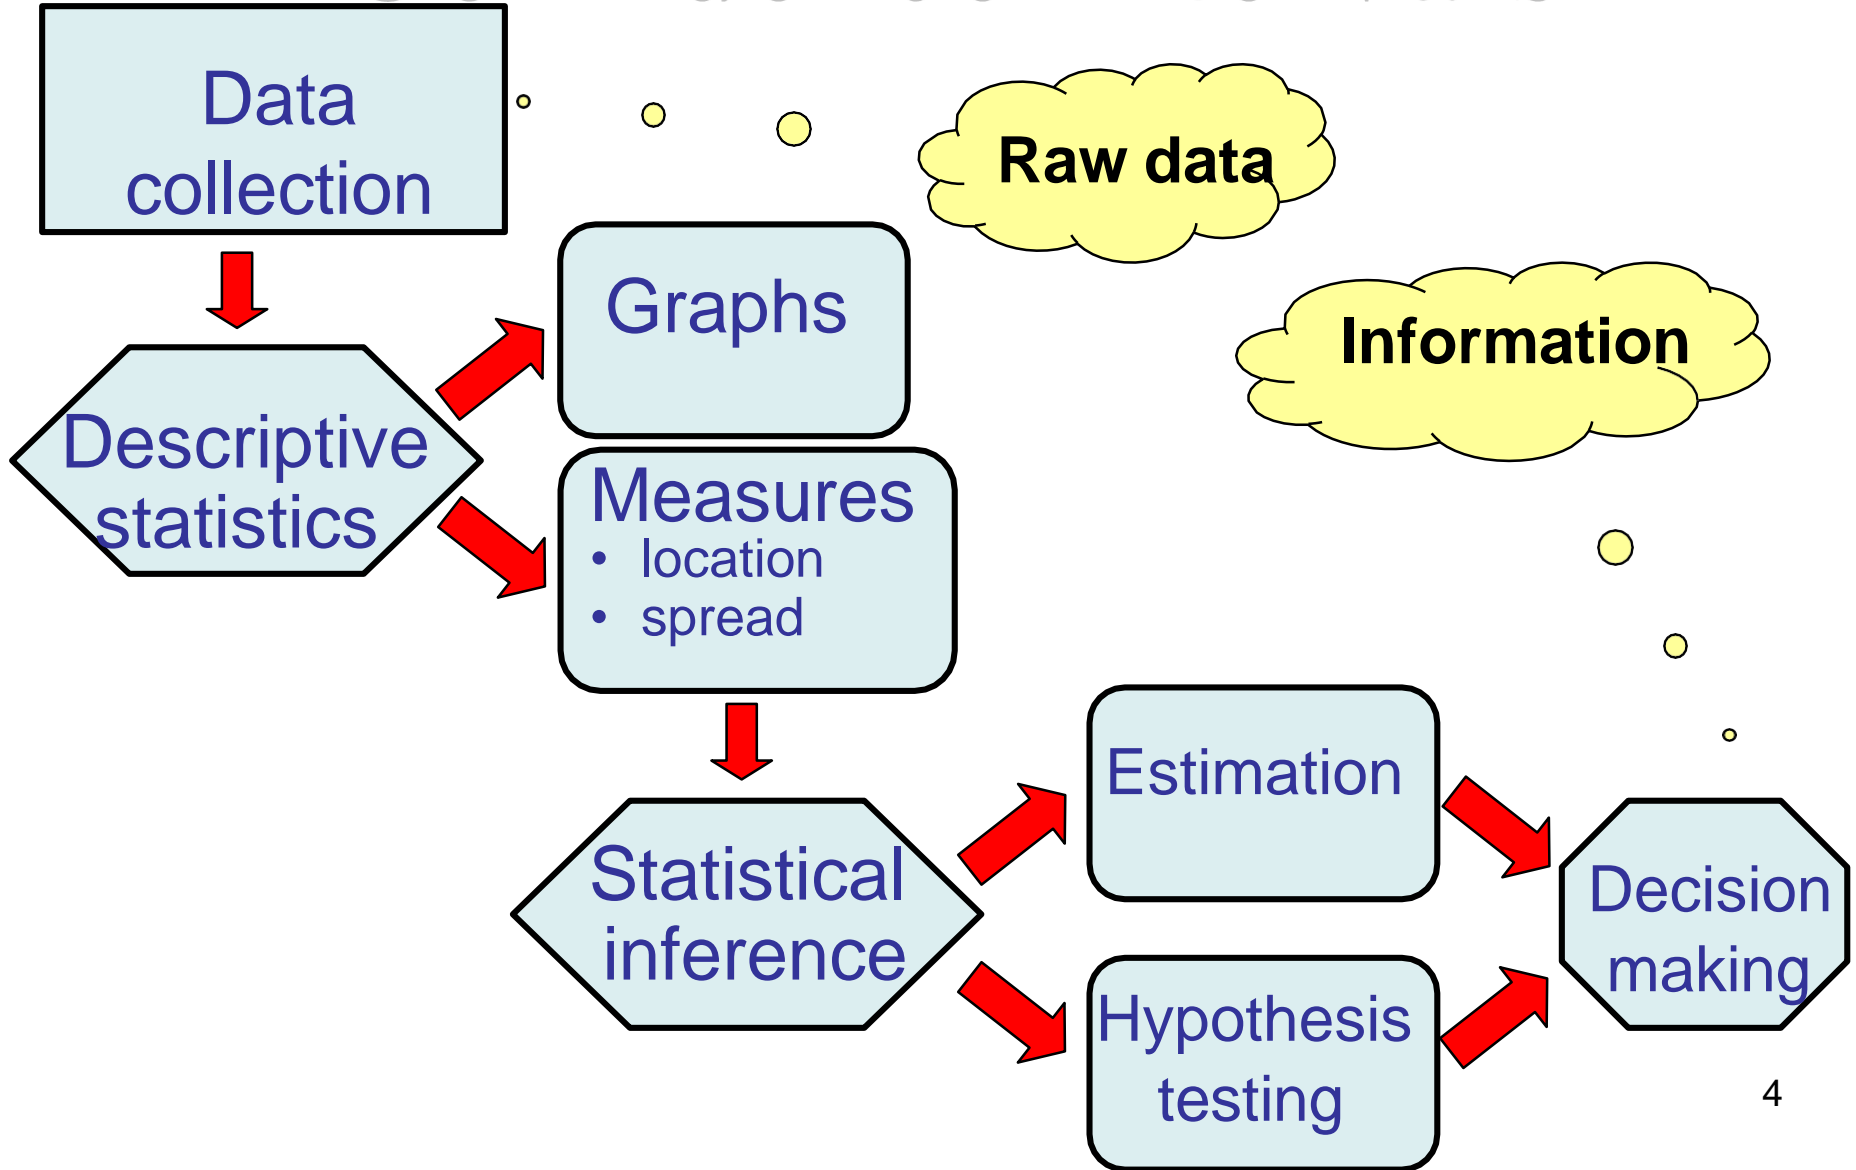 Data
collection
Raw data
Graphs
Information
Descriptive
statistics
Measures
• location
• spread
Estimation
Statistical
inference
Decision
making
Hypothesis
testing
4